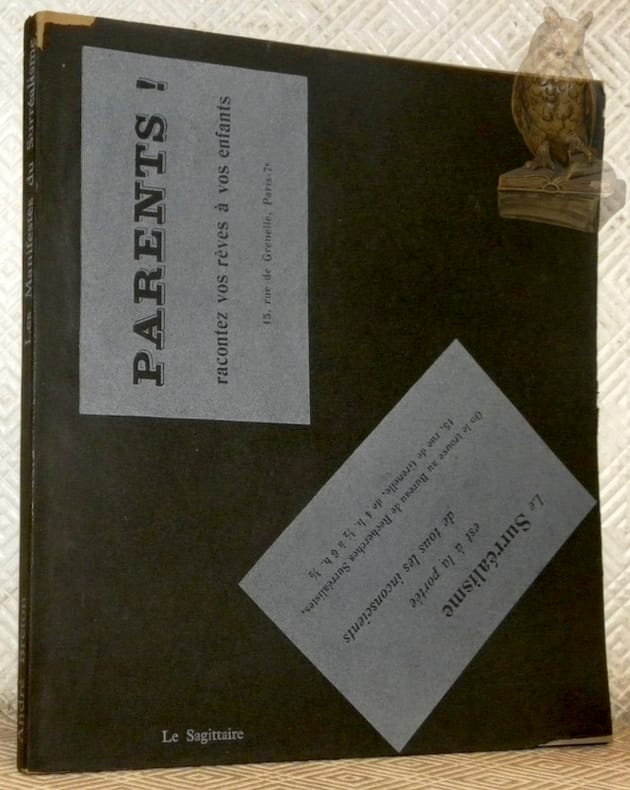 Les Manifestes du Surréalisme
André Breton
PARENTS !
racontez vos rêves à vos enfants
15, rue de Grenelle, Paris-7e
Le Surréalisme
est à la portée
de tous les inconscients
On le trouve au Bureau de Recherches Surréalistes,
15, rue de Grenelle, de 4 h. ½ à 6 h. ½
Le Sagittaire